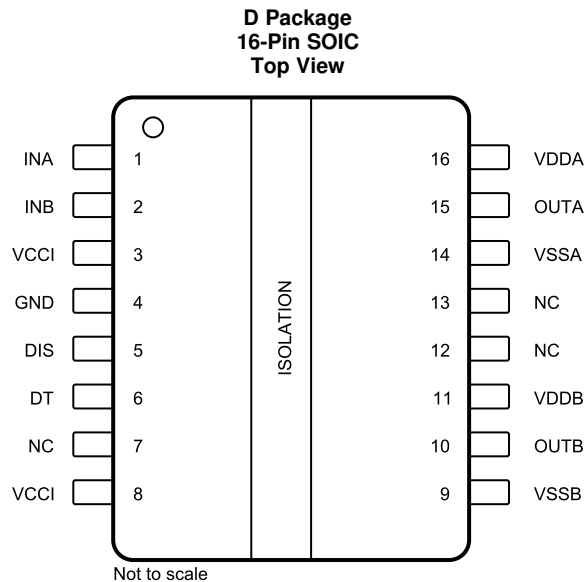 D Package
16-Pin SOIC
Top View
INA 1 16 VDDA
INB 2 15 OUTA
VCCI 3 14 VSSA
GND 4 13 NC
ISOLATION
DIS 5 12 NC
DT 6 11 VDDB
NC 7 10 OUTB
VCCI 8 9 VSSB
Not to scale